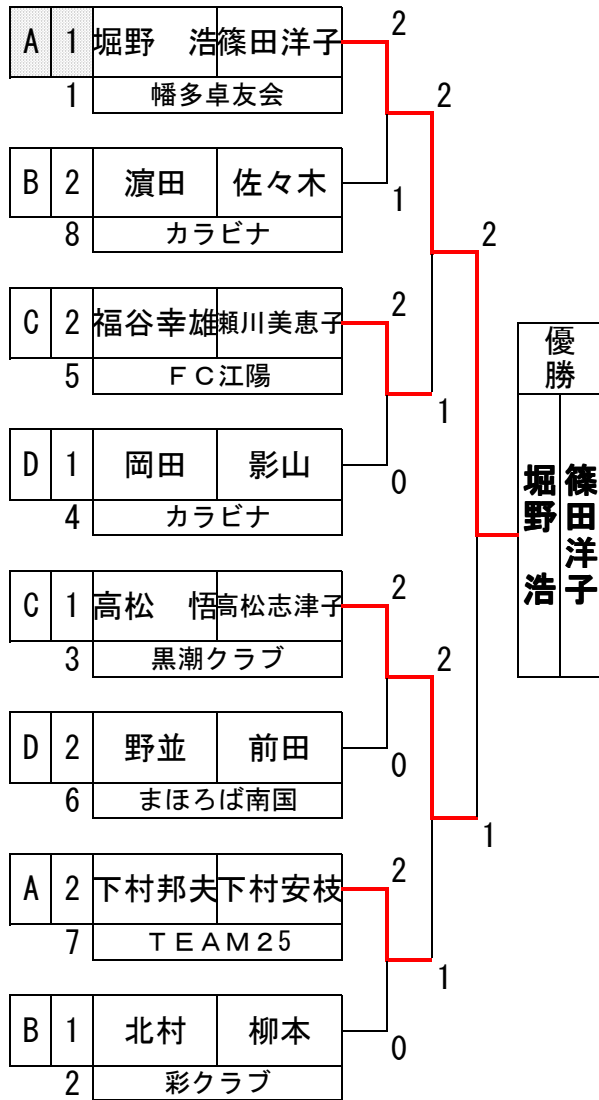 A 1 堀野　浩 篠田洋子 2
1 幡多卓友会 2
B 2 濵田 佐々木 1
8 カラビナ 2
C 2 福谷幸雄 瀬川美恵子 2
5 ＦＣ江陽 1
D 1 岡田 影山 0
4 カラビナ
優勝
堀野　浩
篠田洋子
C 1 高松　悟 高松志津子 2
3 黒潮クラブ 2
D 2 野並 前田 0
6 まほろば南国 1
A 2 下村邦夫 下村安枝 2
7 ＴＥＡＭ２５ 1
B 1 北村 柳本 0
2 彩クラブ